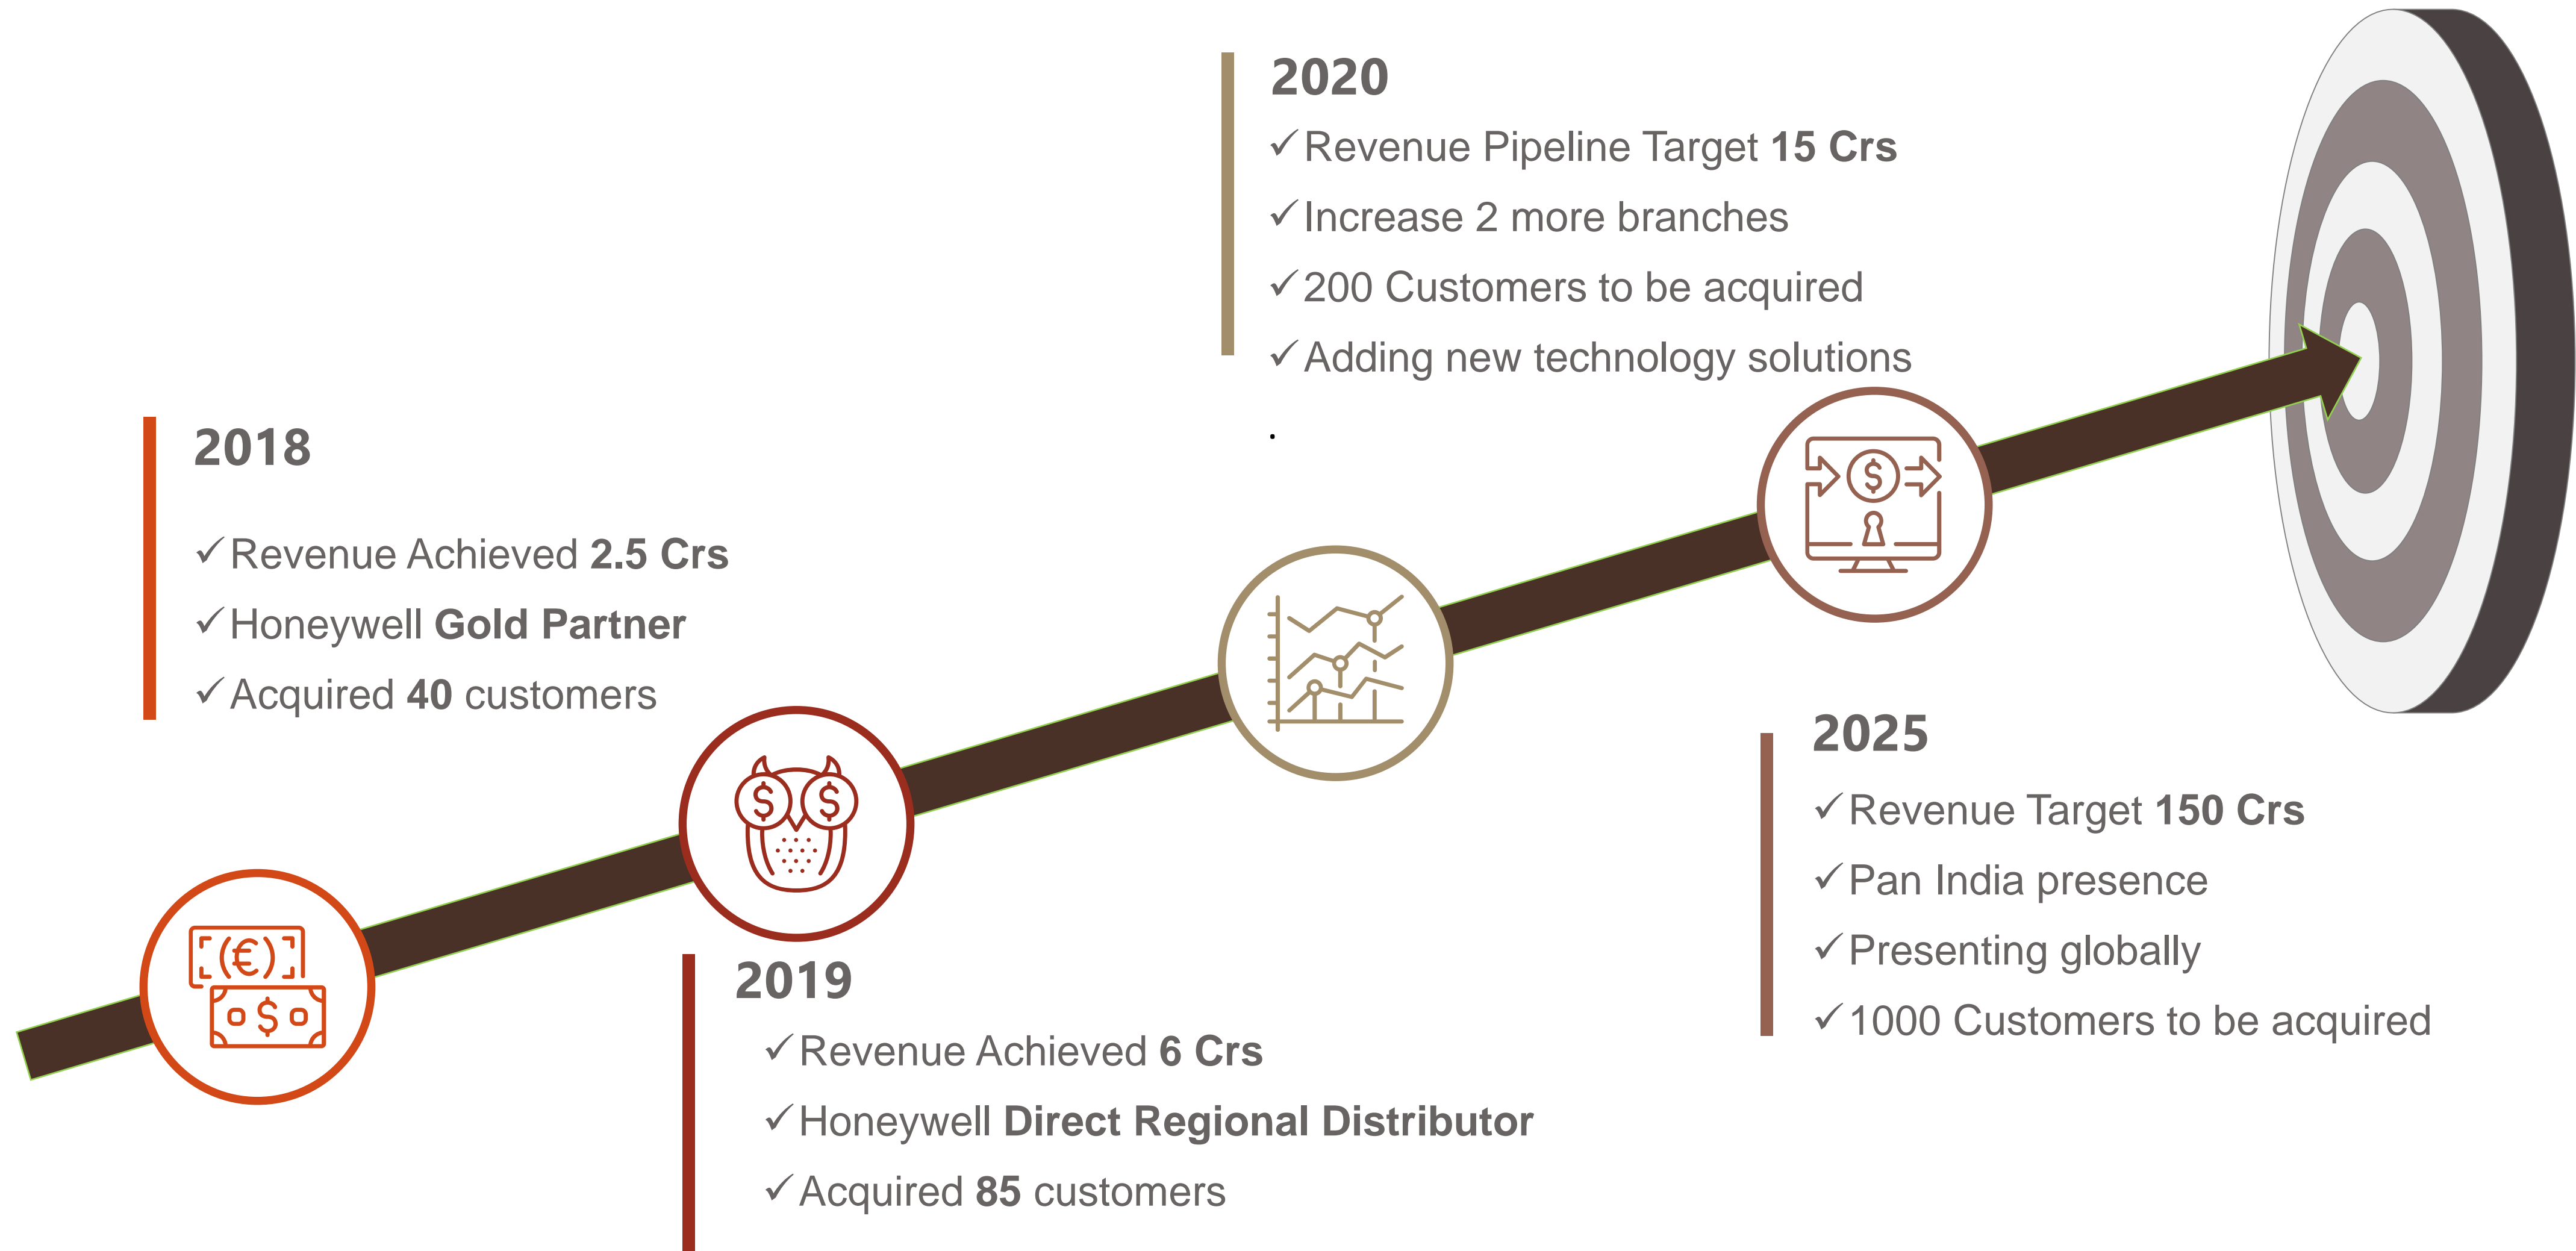 2018
✓Revenue Achieved 2.5 Crs
✓Honeywell Gold Partner
✓Acquired 40 customers
2019
✓Revenue Achieved 6 Crs
✓Honeywell Direct Regional Distributor
✓Acquired 85 customers
2020
✓Revenue Pipeline Target 15 Crs
✓Increase 2 more branches
✓200 Customers to be acquired
✓Adding new technology solutions
.
2025
✓Revenue Target 150 Crs
✓Pan India presence
✓Presenting globally
✓1000 Customers to be acquired
(€)
$
$ $
$